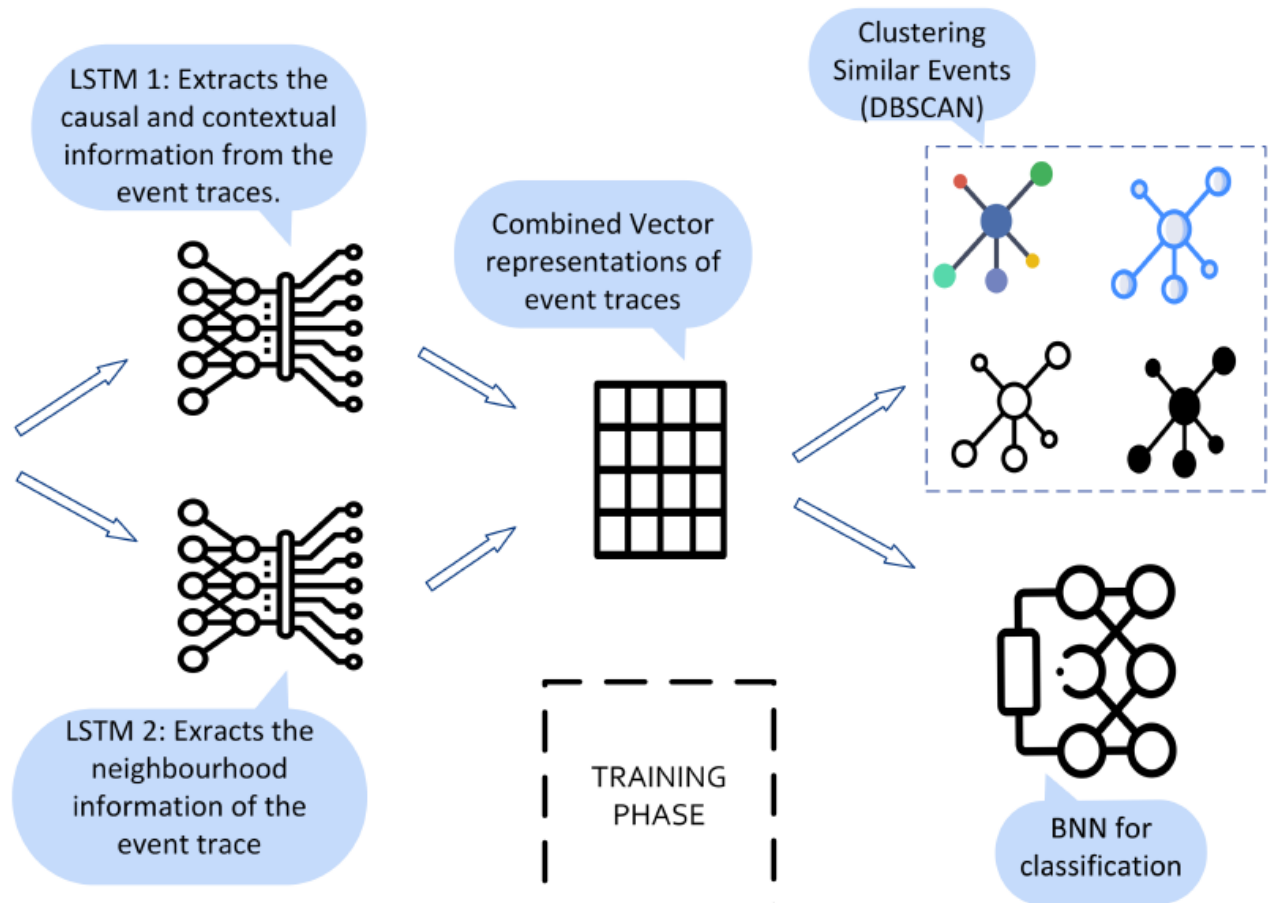 LSTM 1: Extracts the
causal and contextual
information from the
event traces.
Combined Vector
representations of
event traces
Clustering
Similar Events
(DBSCAN)
LSTM 2: Exracts the
neighbourhood
information of the
event trace
TRAINING
PHASE
BNN for
classification